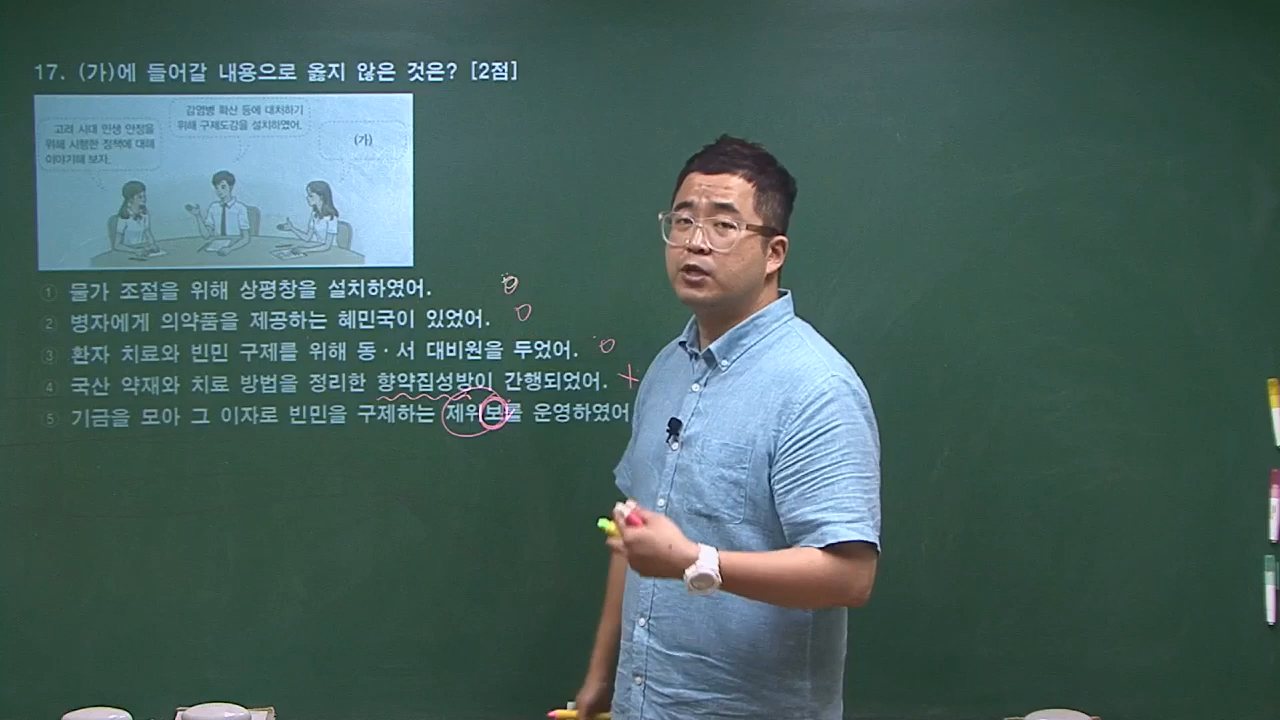 17. (가)에 들어갈 내용으로 옳지 않은 것은? [2점]
고려 시대 민생 안정을
위해 시행한 정책에 대해
이야기해 보자.
감염병 확산 등에 대처하기
위해 구제도감을 설치하였어.
(가)
① 물가 조절을 위해 상평창을 설치하였어.
② 병자에게 의약품을 제공하는 혜민국이 있었어.
③ 환자 치료와 빈민 구제를 위해 동·서 대비원을 두었어.
④ 국산 약재와 치료 방법을 정리한 향약집성방이 간행되었어.
⑤ 기금을 모아 그 이자로 빈민을 구제하는 제위보를 운영하였어